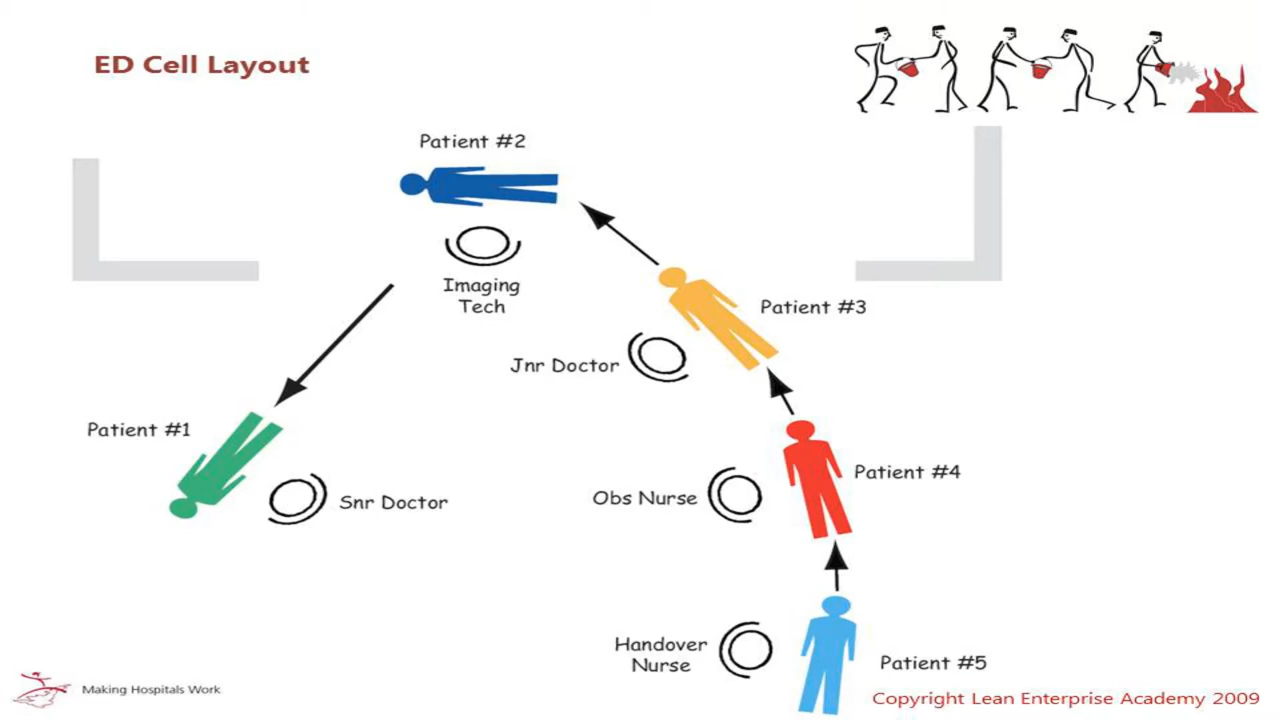 ED Cell Layout
Patient #2
Imaging
Tech
Patient #3
Jnr Doctor
Patient #1
Snr Doctor
Patient #4
Obs Nurse
Handover
Nurse
Patient #5
Making Hospitals Work
Copyright Lean Enterprise Academy 2009